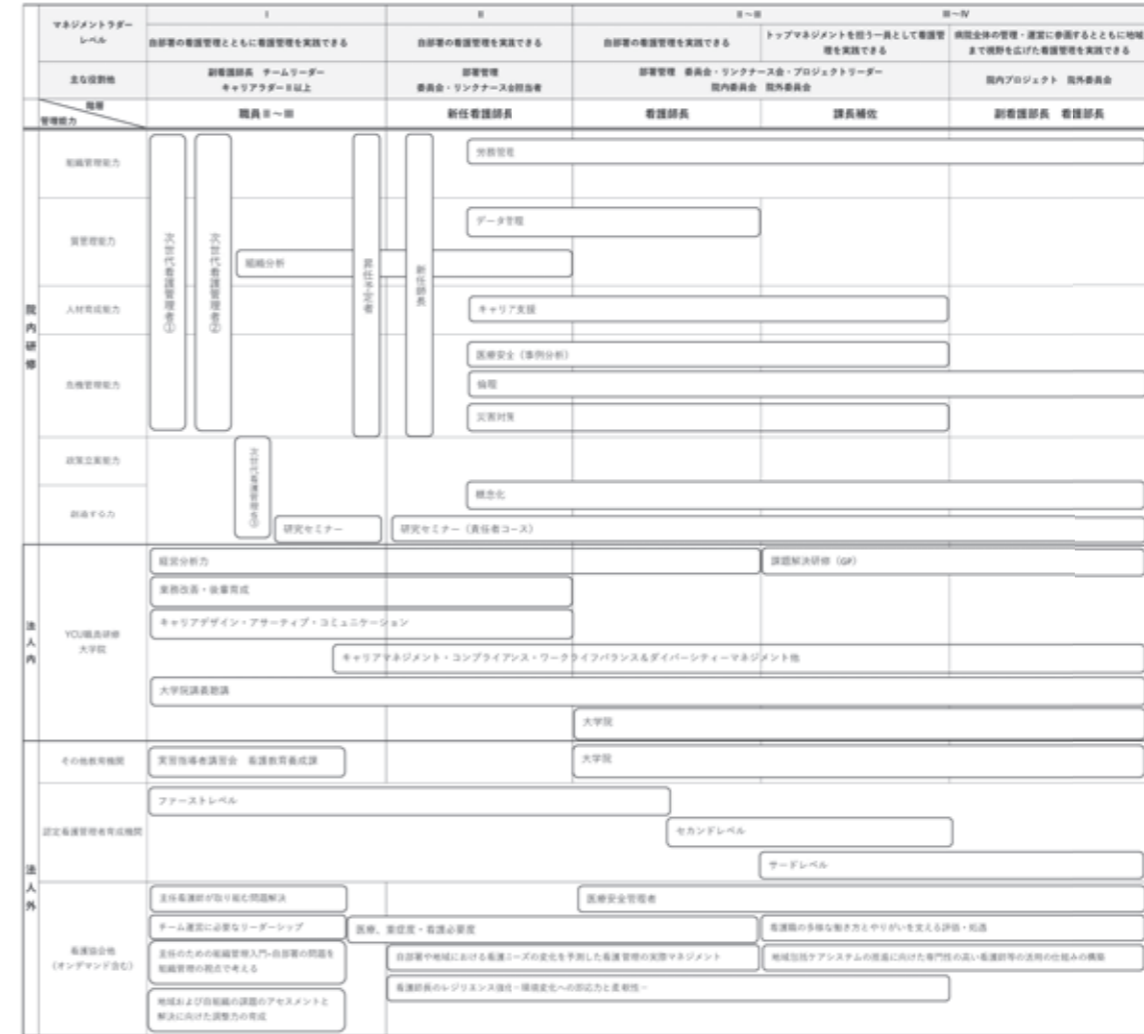 マネジメントラダー
レベル
I
II
II～III
III～IV
自部署の看護管理とともに看護管理を実践できる
自部署の看護管理を実践できる
自部署の看護管理を実践できる
トップマネジメントを担う一員として看護管
理を実践できる
病院全体の管理・運営に参画するとともに地域
まで視野を広げた看護管理を実践できる
主な役割他
副看護師長 チームリーダー
キャリアラダーⅡ以上
部署管理
委員会・リンクナース会担当者
部署管理 委員会・リンクナース会・プロジェクトリーダー
院内委員会 院外委員会
院内プロジェクト 院外委員会
職層
管理能力
職員Ⅱ～Ⅲ
新任看護師長
看護師長
課長補佐
副看護部長 看護部長
院内研修
組織管理能力
労務管理
質管理能力
データ管理
組織分析
人材育成能力
キャリア支援
危機管理能力
医療安全（事例分析）
倫理
災害対策
政策立案能力
創造する力
概念化
研究セミナー
研究セミナー（責任者コース）
次世代看護管理者①
次世代看護管理者②
次世代看護管理者③
新任師長
法人内
YCU職員研修
大学院
経営分析力
課題解決研修（GP）
業務改善・後輩育成
キャリアデザイン・アサーティブ・コミュニケーション
キャリアマネジメント・コンプライアンス・ワークライフバランス＆ダイバーシティーマネジメント他
大学院講義聴講
大学院
法人外
その他教育機関
実習指導者講習会 看護教育養成課
大学院
認定看護管理者育成機関
ファーストレベル
セカンドレベル
サードレベル
看護協会他
（オンデマンド含む）
主任看護師が取り組む問題解決
医療安全管理者
チーム運営に必要なリーダーシップ
医療、重症度・看護必要度
看護職の多様な働き方とやりがいを支える評価・処遇
主任のための組織管理入門–自部署の問題を
組織管理の視点で考える
自部署や地域における看護ニーズの変化を予測した看護管理の実際マネジメント
地域包括ケアシステムの推進に向けた専門性の高い看護師等の活用の仕組みの構築
看護師長のレジリエンス強化－環境変化への対応力と柔軟性－
地域および自組織の課題のアセスメントと
解決に向けた調整力の育成